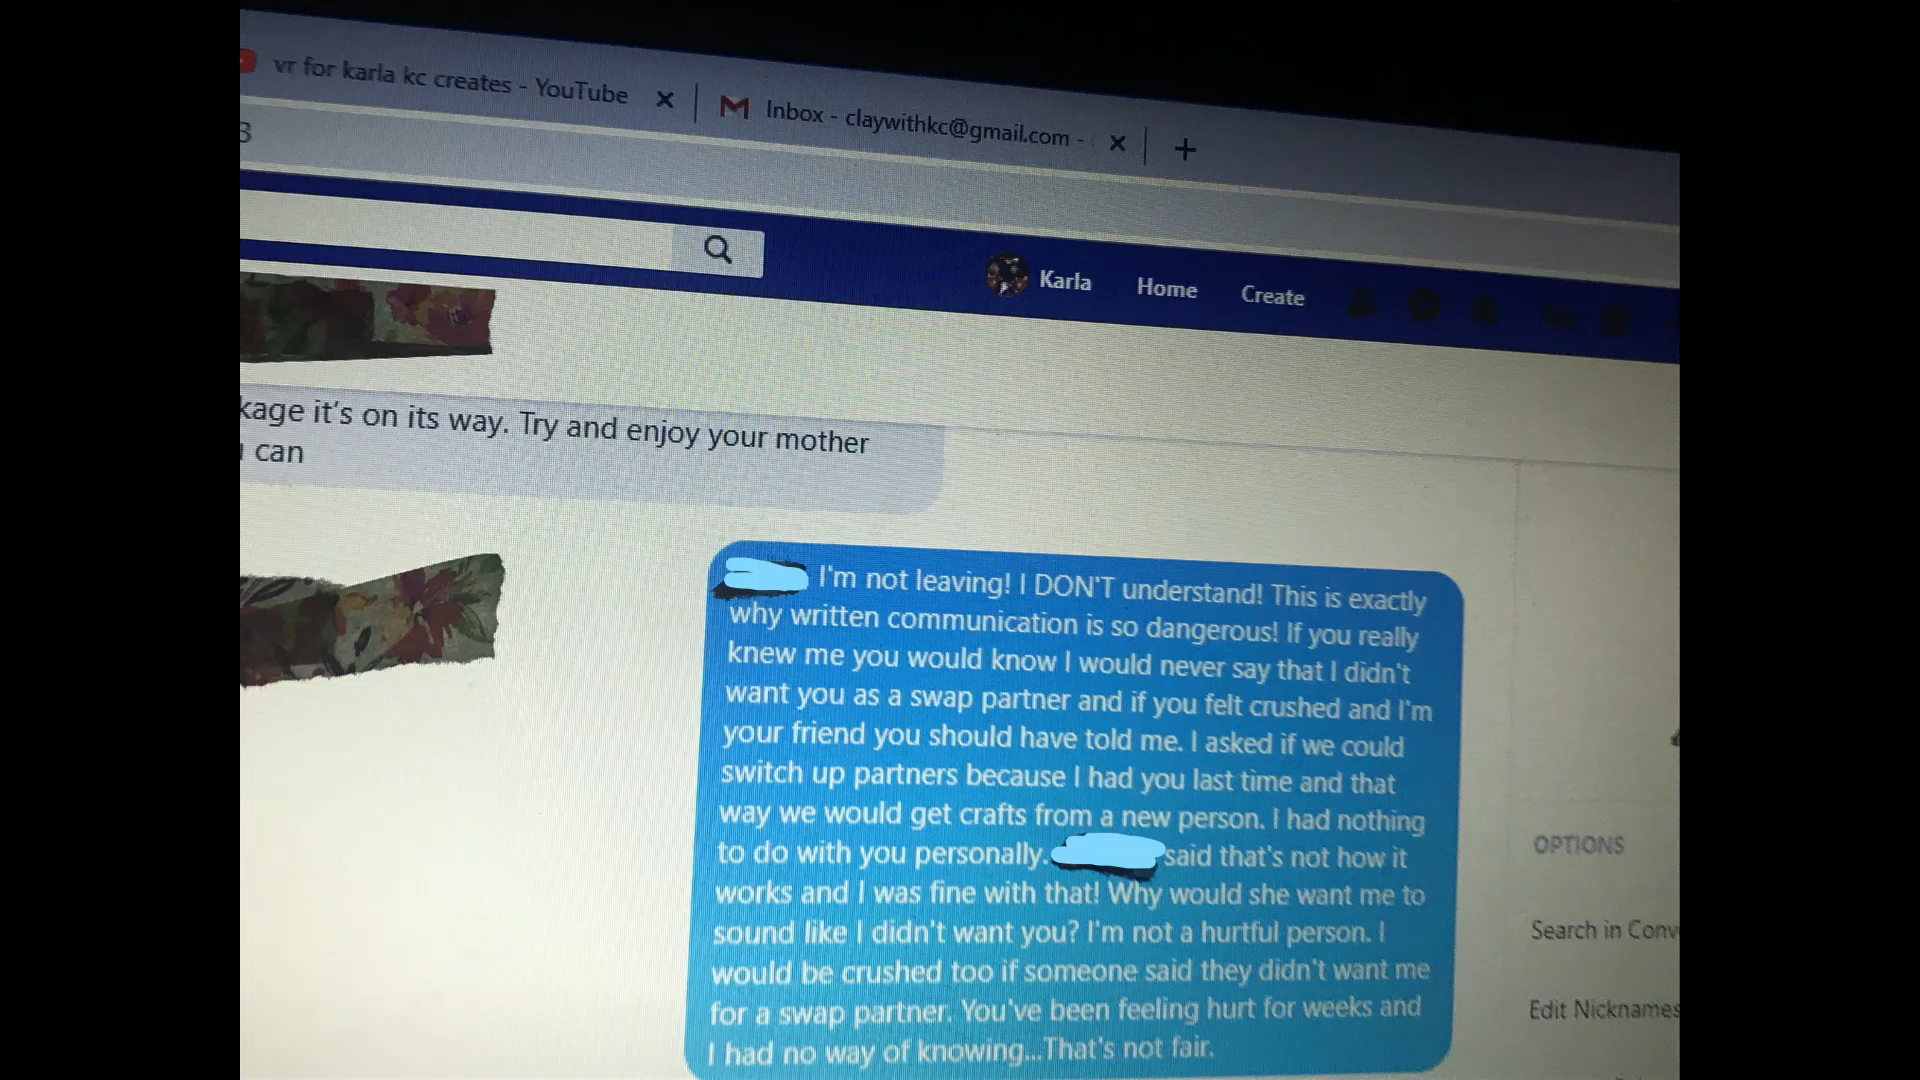 vr for karla kc creates - YouTube
Inbox - claywithkc@gmail.com -
3
Karla Home Create
kage it's on its way. Try and enjoy your mother
can
I'm not leaving! I DON'T understand! This is exactly
why written communication is so dangerous! If you really
knew me you would know I would never say that I didn't
want you as a swap partner and if you felt crushed and I'm
your friend you should have told me. I asked if we could
switch up partners because I had you last time and that
way we would get crafts from a new person. I had nothing
to do with you personally. said that's not how it
works and I was fine with that! Why would she want me to
sound like I didn't want you? I'm not a hurtful person. I
would be crushed too if someone said they didn't want me
for a swap partner. You've been feeling hurt for weeks and
I had no way of knowing...That's not fair.
OPTIONS
Search in Conv
Edit Nicknames